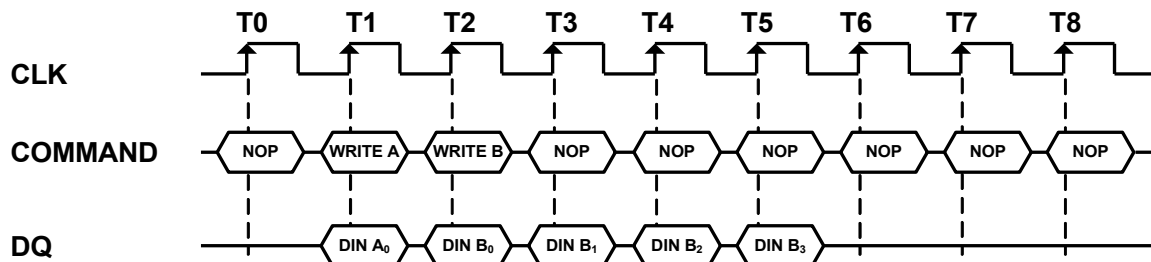 T0 T1 T2 T3 T4 T5 T6 T7 T8
CLK
COMMAND NOP WRITE A WRITE B NOP NOP NOP NOP NOP NOP
DQ DIN A₀ DIN B₀ DIN B₁ DIN B₂ DIN B₃